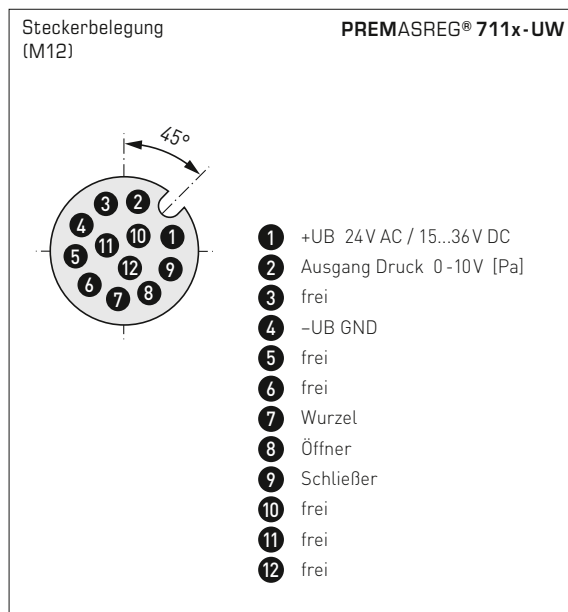 Steckerbelegung
(M12)
PREMASREG® 711x-UW
45°
3 2
4 10 1
11
5 12 9
6 7 8
1 +UB 24V AC / 15...36V DC
2 Ausgang Druck 0-10V [Pa]
3 frei
4 –UB GND
5 frei
6 frei
7 Wurzel
8 Öffner
9 Schließer
10 frei
11 frei
12 frei